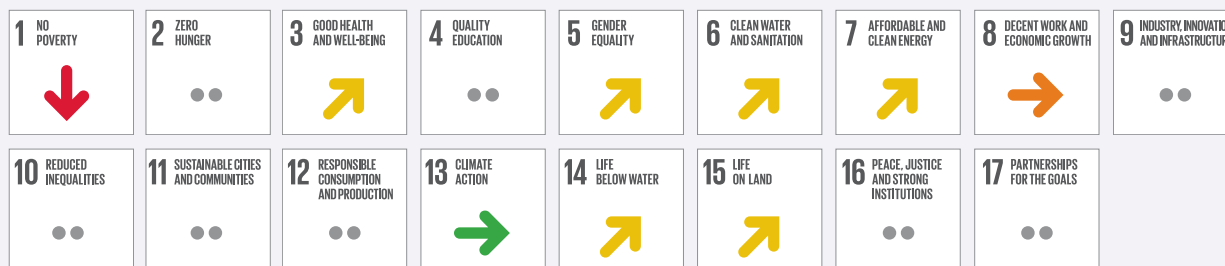 1 NO
POVERTY
2 ZERO
HUNGER
3 GOOD HEALTH
AND WELL-BEING
4 QUALITY
EDUCATION
5 GENDER
EQUALITY
6 CLEAN WATER
AND SANITATION
7 AFFORDABLE AND
CLEAN ENERGY
8 DECENT WORK AND
ECONOMIC GROWTH
9 INDUSTRY, INNOVATIO
AND INFRASTRUCTUR
10 REDUCED
INEQUALITIES
11 SUSTAINABLE CITIES
AND COMMUNITIES
12 RESPONSIBLE
CONSUMPTION
AND PRODUCTION
13 CLIMATE
ACTION
14 LIFE
BELOW WATER
15 LIFE
ON LAND
16 PEACE, JUSTICE
AND STRONG
INSTITUTIONS
17 PARTNERSHIPS
FOR THE GOALS